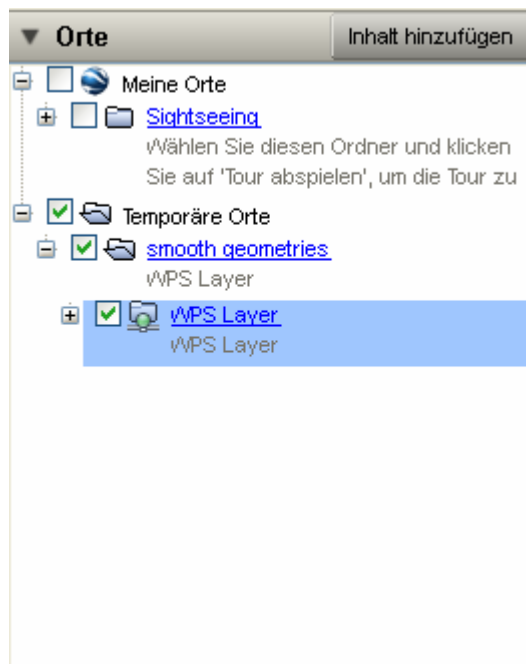 Orte
Inhalt hinzufügen
Meine Orte
Sightseeing
Wählen Sie diesen Ordner und klicken
Sie auf 'Tour abspielen', um die Tour zu
Temporäre Orte
smooth geometries
WPS Layer
WPS Layer
WPS Layer